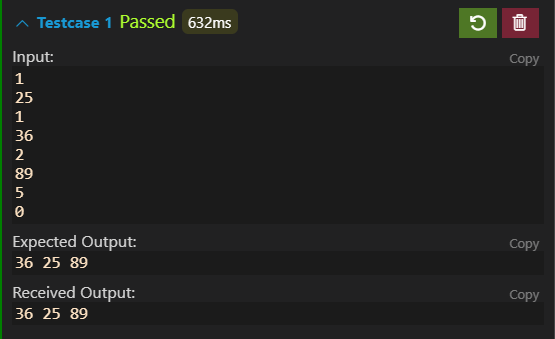 Testcase 1 Passed 632ms
Input:
Copy
1
25
1
36
2
89
5
0
Expected Output:
Copy
36 25 89
Received Output:
Copy
36 25 89